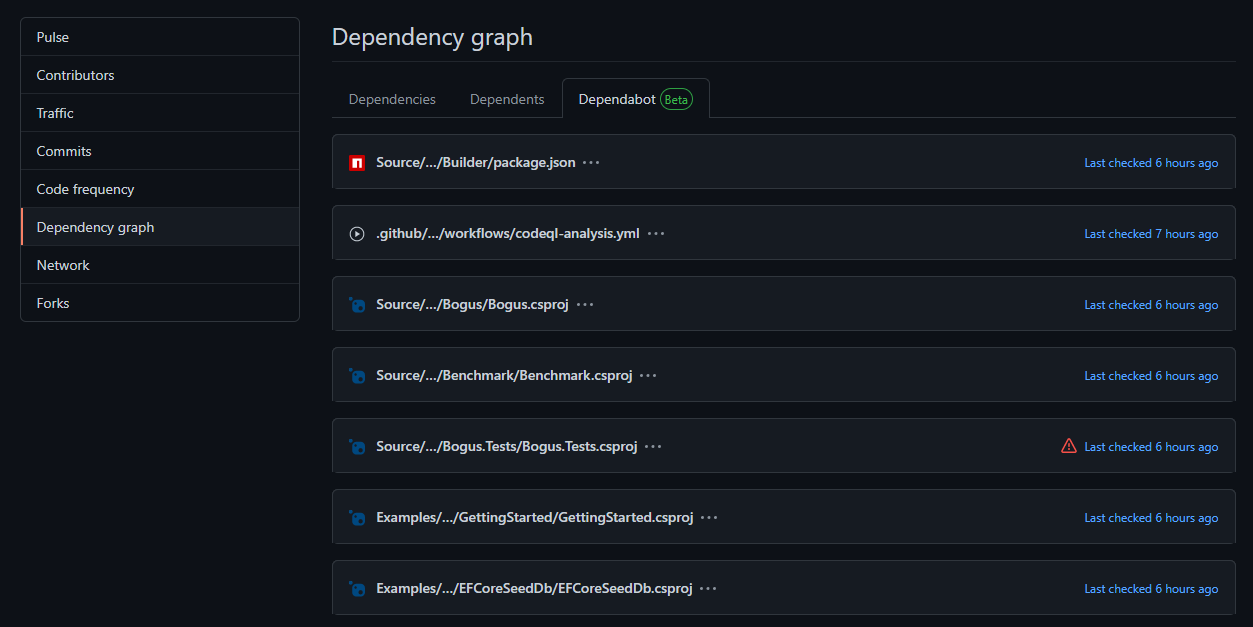 Pulse
Contributors
Traffic
Commits
Code frequency
Dependency graph
Network
Forks
Dependency graph
Dependencies Dependents Dependabot Beta
Source/.../Builder/package.json ··· Last checked 6 hours ago
.github/.../workflows/codeql-analysis.yml ··· Last checked 7 hours ago
Source/.../Bogus/Bogus.csproj ··· Last checked 6 hours ago
Source/.../Benchmark/Benchmark.csproj ··· Last checked 6 hours ago
Source/.../Bogus.Tests/Bogus.Tests.csproj ··· Last checked 6 hours ago
Examples/.../GettingStarted/GettingStarted.csproj ··· Last checked 6 hours ago
Examples/.../EFCoreSeedDb/EFCoreSeedDb.csproj ··· Last checked 6 hours ago